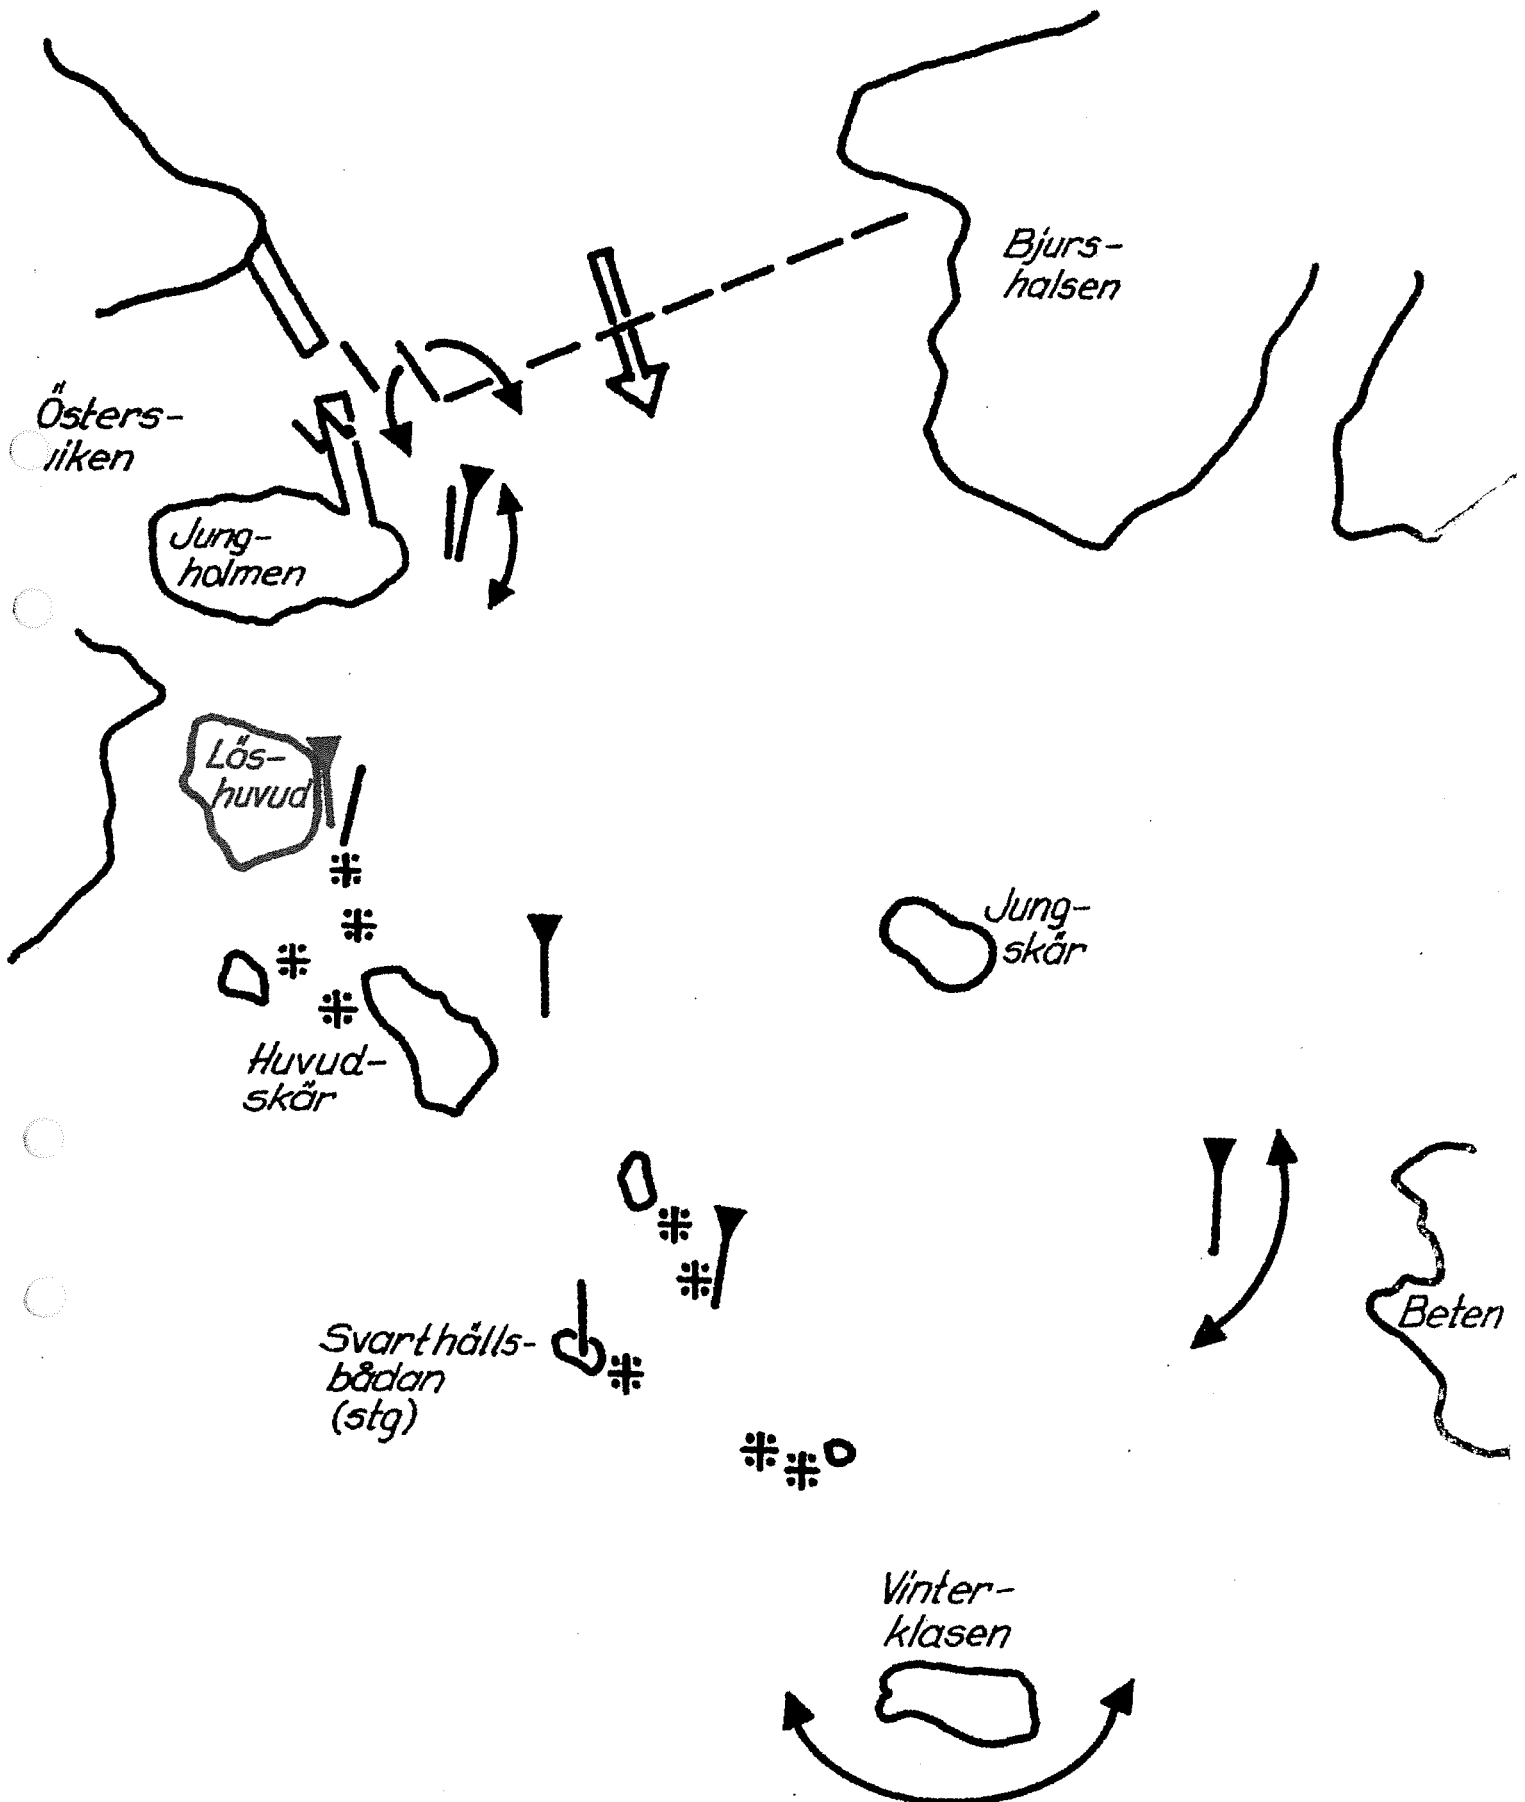 Bjurs-
halsen
Östers-
viken
Jung-
holmen
Lös-
huvud
Jung-
skär
Huvud-
skär
Beten
Svarthälls-
bådan
(stg)
Vinter-
klasen